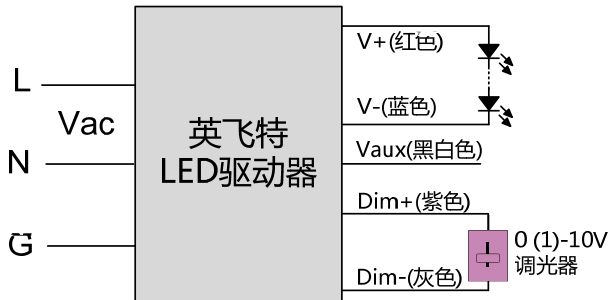 V+(红色)
L
Vac
V-(蓝色)
英飞特
LED驱动器
Vaux(黑白色)
N
Dim+(紫色)
G
0 (1)-10V
调光器
Dim-(灰色)